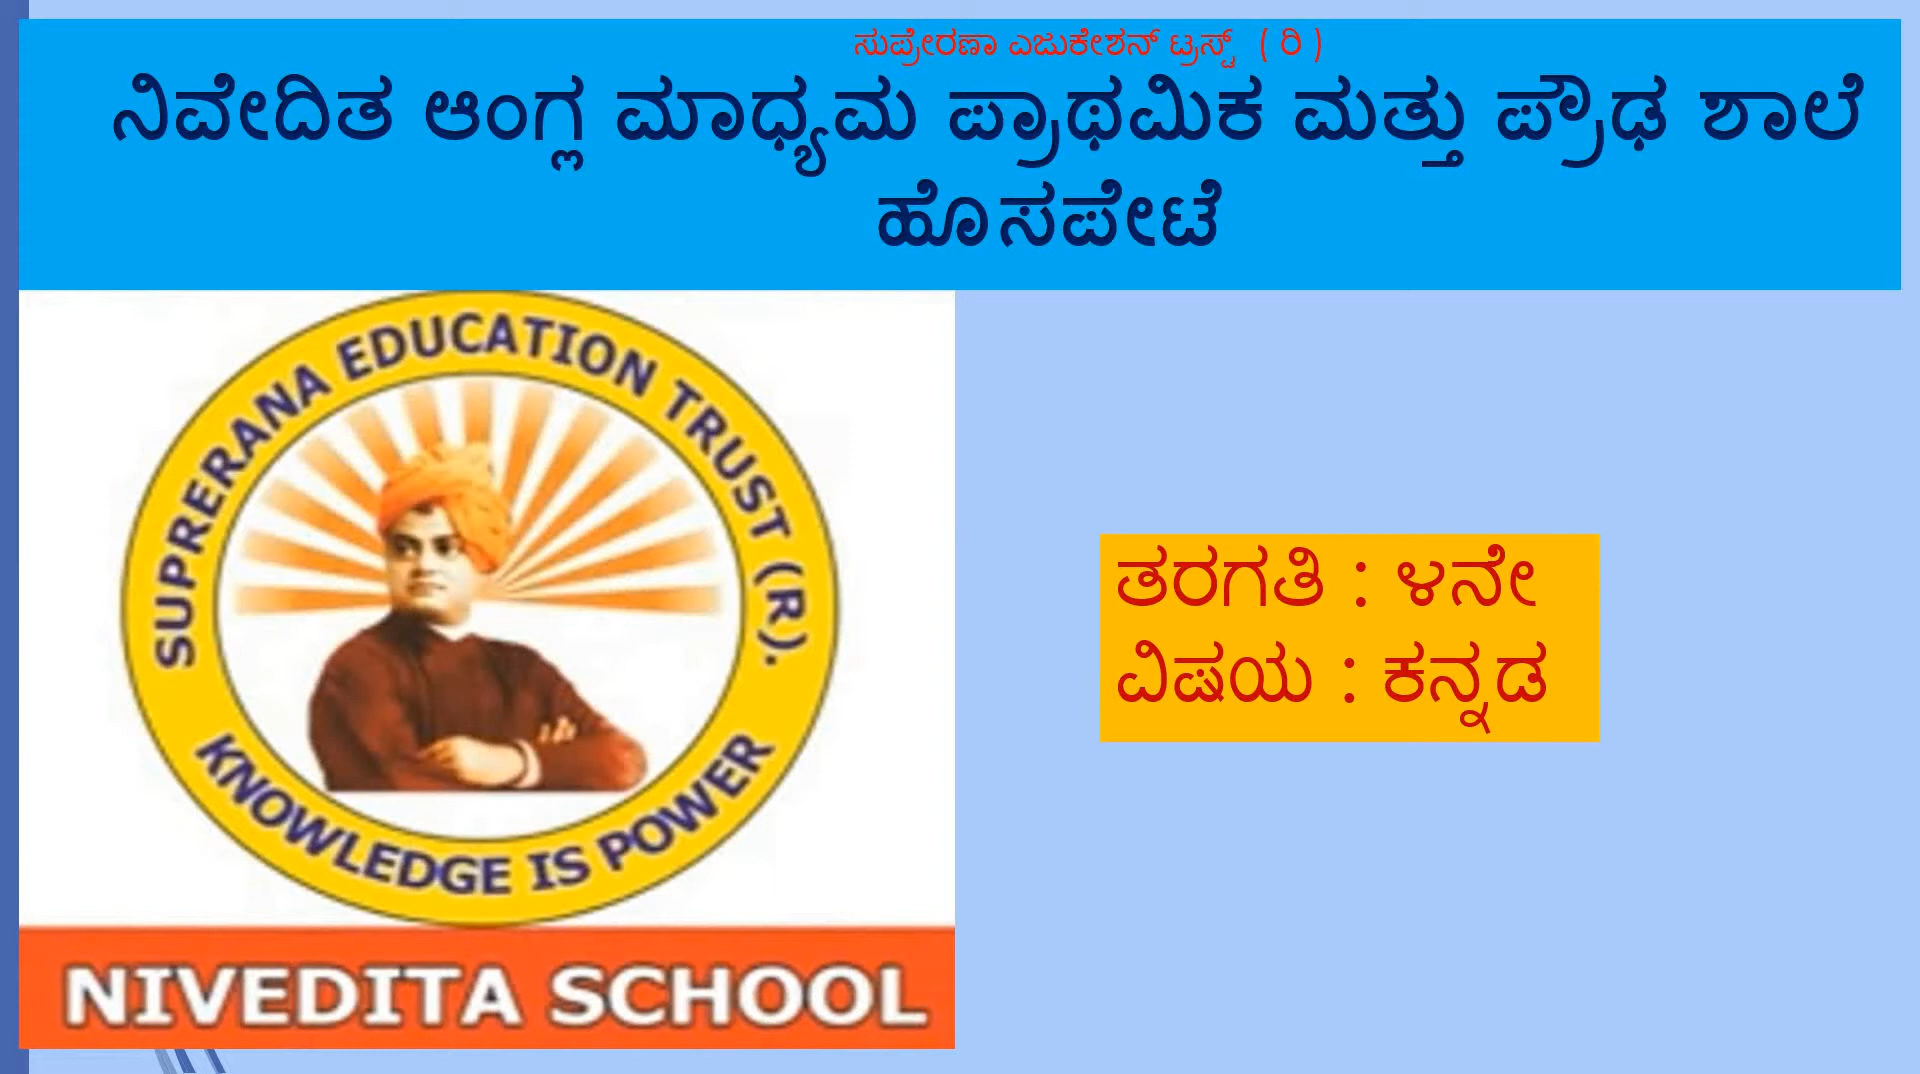 ಸುಪ್ರೇರಣಾ ಎಜುಕೇಶನ್ ಟ್ರಸ್ಟ್ ( ರಿ )
ನಿವೇದಿತ ಆಂಗ್ಲ ಮಾಧ್ಯಮ ಪ್ರಾಥಮಿಕ ಮತ್ತು ಪ್ರೌಢ ಶಾಲೆ
ಹೊಸಪೇಟೆ
SUPRERANA EDUCATION TRUST (R).
KNOWLEDGE IS POWER
NIVEDITA SCHOOL
ತರಗತಿ : ೪ನೇ
ವಿಷಯ : ಕನ್ನಡ